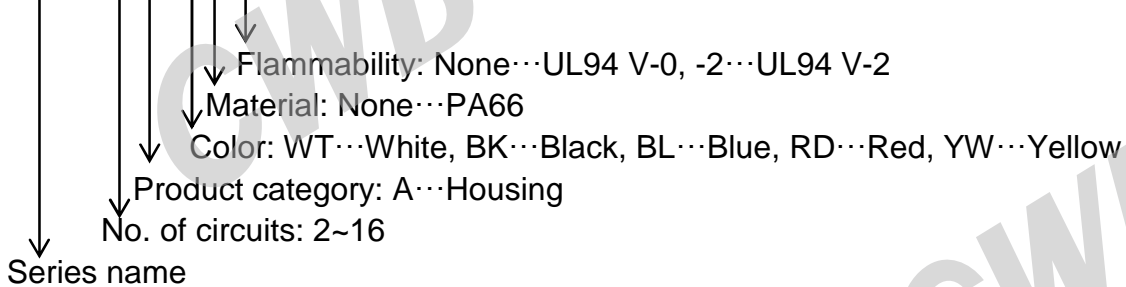 Flammability: None···UL94 V-0, -2···UL94 V-2
Material: None···PA66
Color: WT···White, BK···Black, BL···Blue, RD···Red, YW···Yellow
Product category: A···Housing
No. of circuits: 2~16
Series name